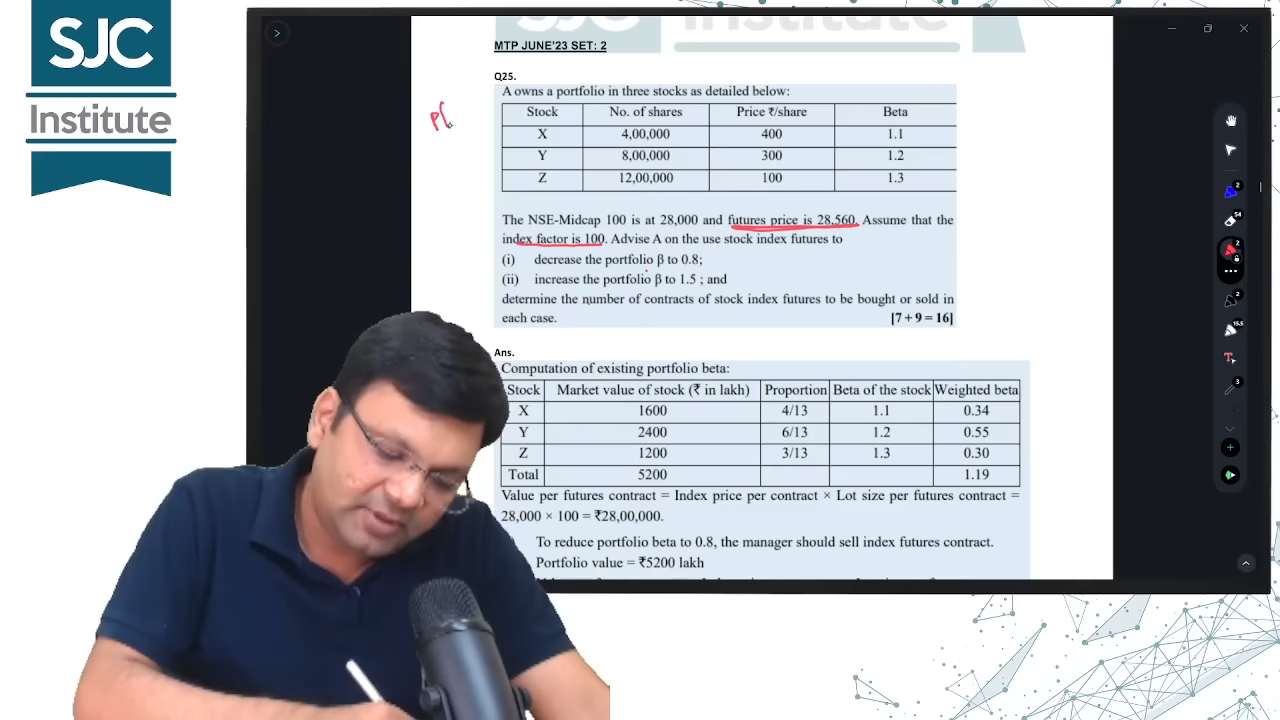 SJC
Institute
MTP JUNE'23 SET: 2
Q25.
A owns a portfolio in three stocks as detailed below:
Stock No. of shares Price ₹/share Beta
X 4,00,000 400 1.1
Y 8,00,000 300 1.2
Z 12,00,000 100 1.3
The NSE-Midcap 100 is at 28,000 and futures price is 28,560. Assume that the
index factor is 100. Advise A on the use stock index futures to
(i) decrease the portfolio β to 0.8;
(ii) increase the portfolio β to 1.5 ; and
determine the number of contracts of stock index futures to be bought or sold in
each case. [7 + 9 = 16]
Ans.
Computation of existing portfolio beta:
Stock Market value of stock (₹ in lakh) Proportion Beta of the stock Weighted beta
X 1600 4/13 1.1 0.34
Y 2400 6/13 1.2 0.55
Z 1200 3/13 1.3 0.30
Total 5200 1.19
Value per futures contract = Index price per contract × Lot size per futures contract =
28,000 × 100 = ₹28,00,000.
To reduce portfolio beta to 0.8, the manager should sell index futures contract.
Portfolio value = ₹5200 lakh